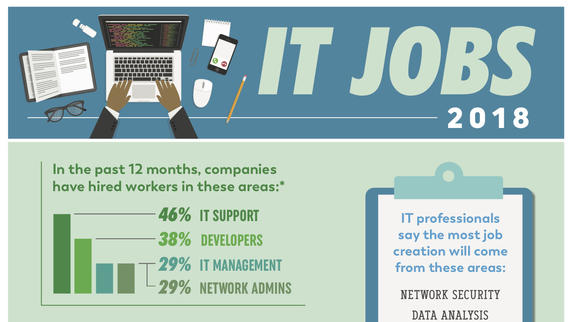 IT JOBS
2018
In the past 12 months, companies
have hired workers in these areas:*
46% IT SUPPORT
38% DEVELOPERS
29% IT MANAGEMENT
29% NETWORK ADMINS
IT professionals
say the most job
creation will come
from these areas:
NETWORK SECURITY
DATA ANALYSIS